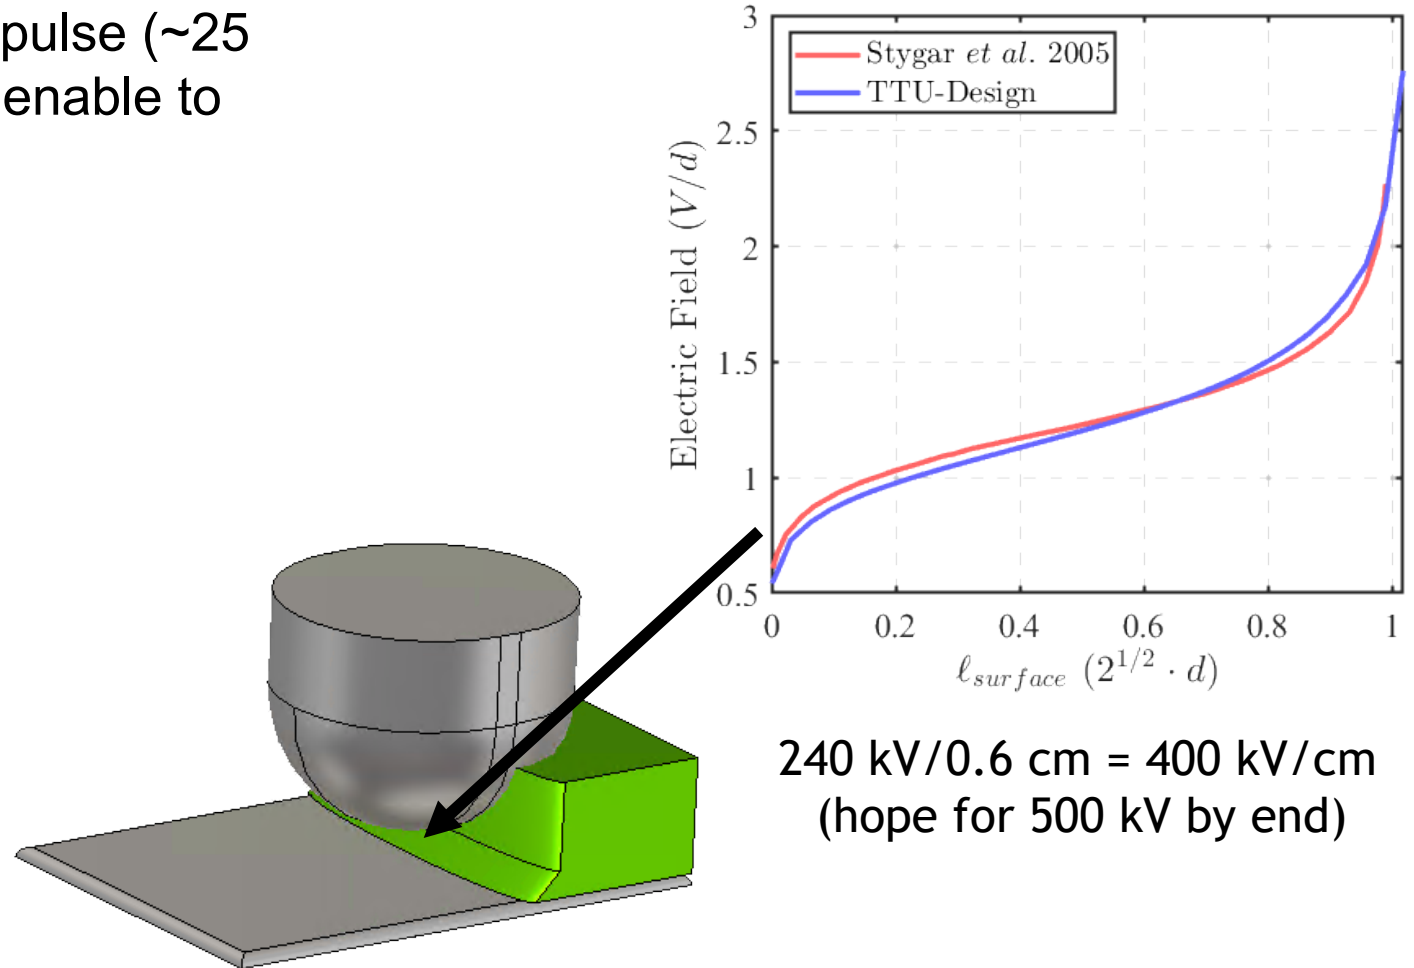 pulse (~25
enable to
3
2.5
2
1.5
1
0.5
0
0.2
0.4
0.6
0.8
1
Electric Field (V/d)
Stygar et al. 2005
TTU-Design
ℓ_{surface} (2^{1/2} · d)
240 kV/0.6 cm = 400 kV/cm
(hope for 500 kV by end)